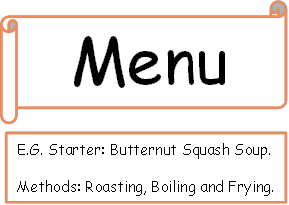 Menu
E.G. Starter: Butternut Squash Soup.
Methods: Roasting, Boiling and Frying.